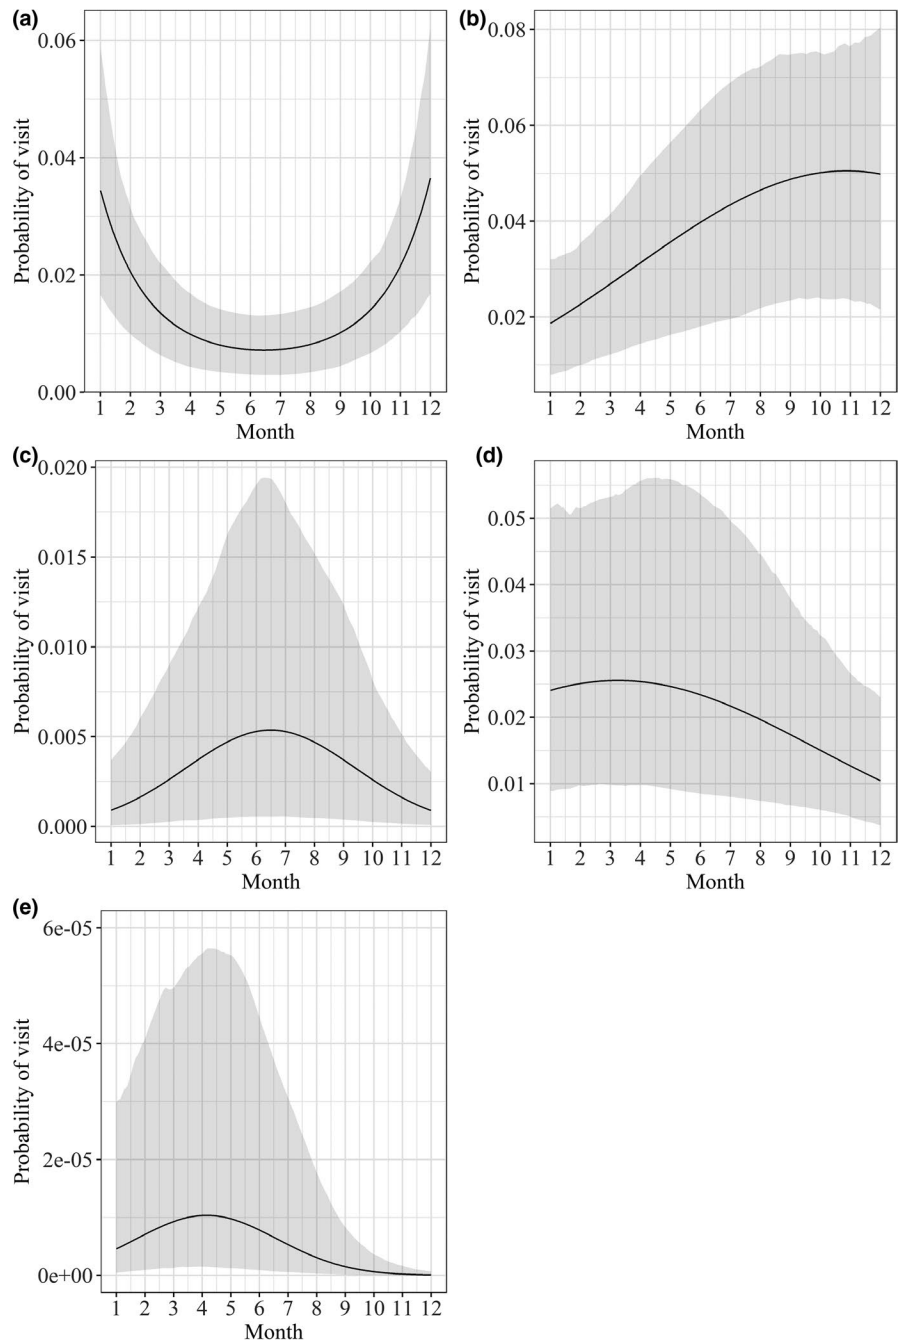 (a)
Probability of visit
0.06
0.04
0.02
0.00
1 2 3 4 5 6 7 8 9 10 11 12
Month
(b)
Probability of visit
0.08
0.06
0.04
0.02
1 2 3 4 5 6 7 8 9 10 11 12
Month
(c)
Probability of visit
0.020
0.015
0.010
0.005
0.000
1 2 3 4 5 6 7 8 9 10 11 12
Month
(d)
Probability of visit
0.05
0.04
0.03
0.02
0.01
1 2 3 4 5 6 7 8 9 10 11 12
Month
(e)
Probability of visit
6e-05
4e-05
2e-05
0e+00
1 2 3 4 5 6 7 8 9 10 11 12
Month